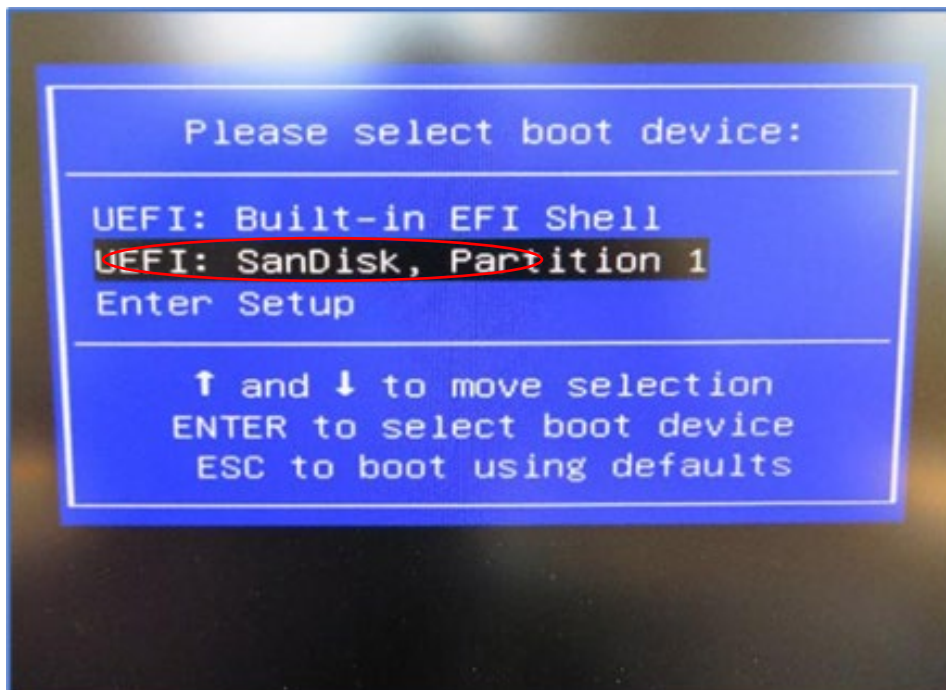 Please select boot device:
UEFI: Built-in EFI Shell
UEFI: SanDisk, Partition 1
Enter Setup
↑ and ↓ to move selection
ENTER to select boot device
ESC to boot using defaults